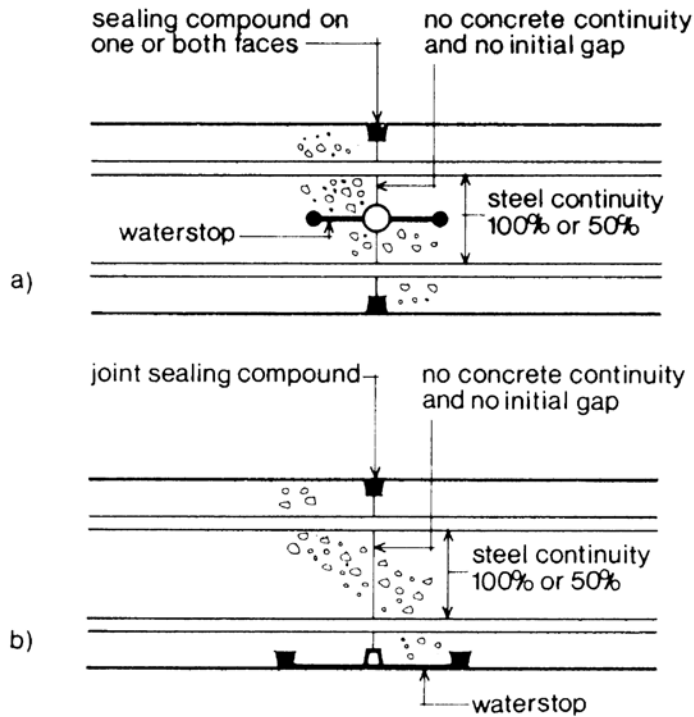 sealing compound on
one or both faces
no concrete continuity
and no initial gap
steel continuity
100% or 50%
waterstop
a)
joint sealing compound
no concrete continuity
and no initial gap
steel continuity
100% or 50%
b)
waterstop